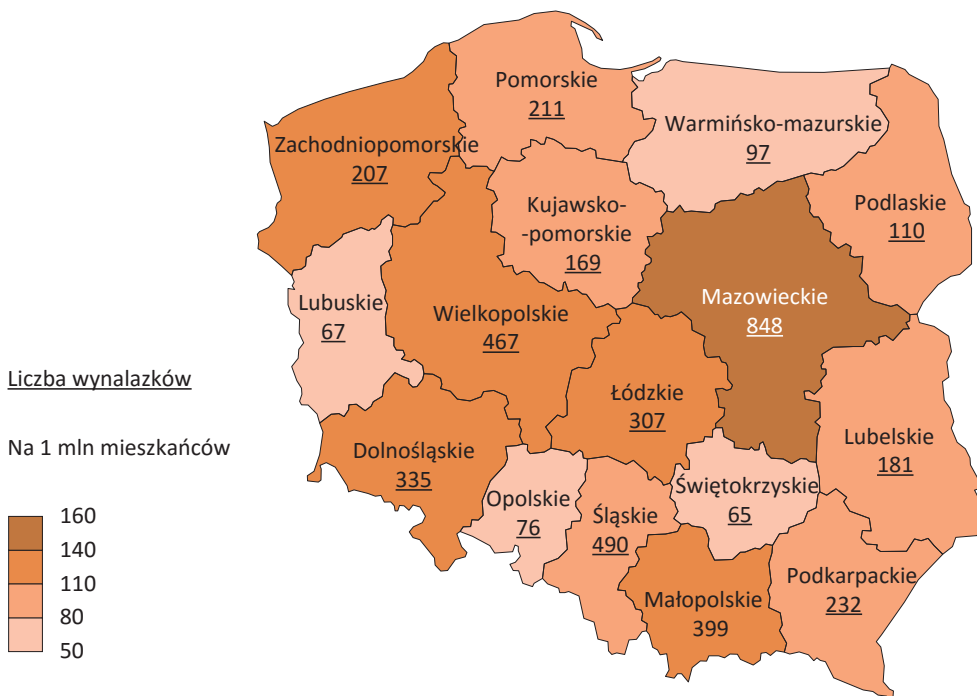 Pomorskie
211
Warmińsko-mazurskie
97
Zachodniopomorskie
207
Podlaskie
110
Kujawsko-
-pomorskie
169
Mazowieckie
848
Lubuskie
67
Wielkopolskie
467
Liczba wynalazków
Łódzkie
307
Na 1 mln mieszkańców
Dolnośląskie
335
Lubelskie
181
Opolskie
76
Śląskie
490
Świętokrzyskie
65
160
140
110
80
50
Małopolskie
399
Podkarpackie
232